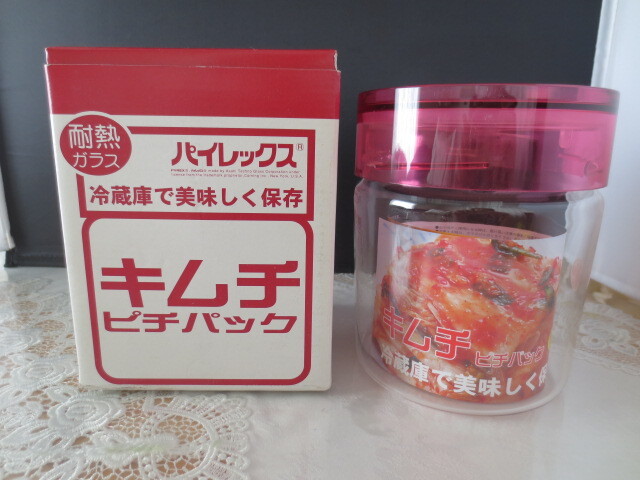 耐熱
ガラス
パイレックス®
冷蔵庫で美味しく保存
キムチ
ピチパック
キムチ ピチパック
冷蔵庫で美味しく保